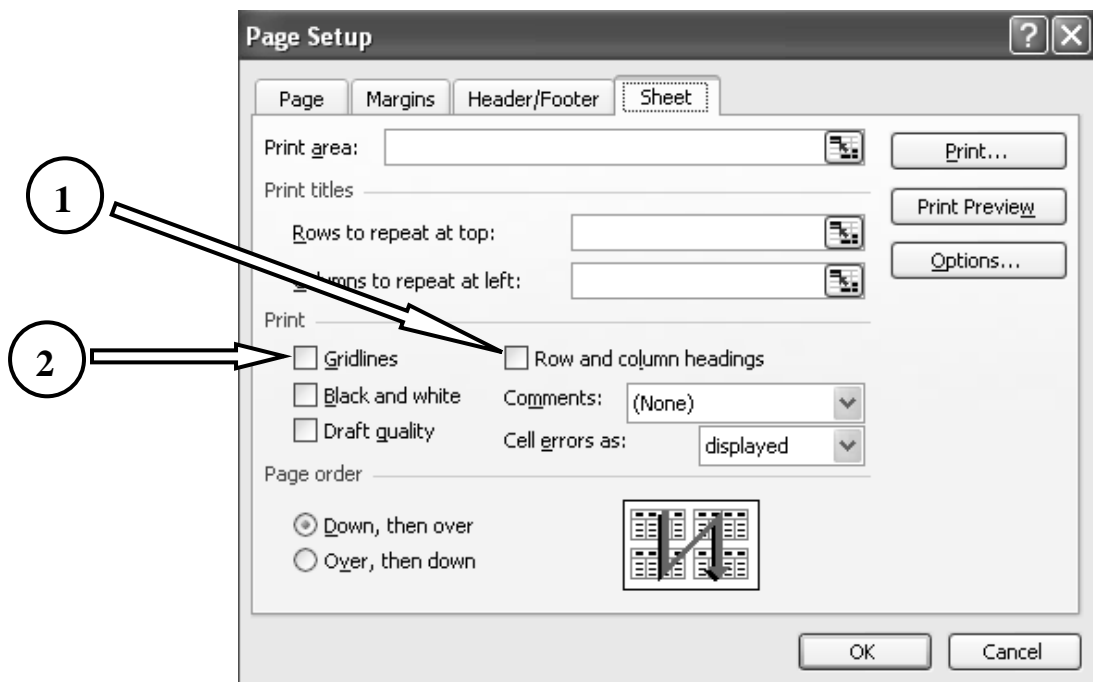 Page Setup
Page Margins Header/Footer Sheet
Print area:
Print...
Print titles
Print Preview
1
Rows to repeat at top:
Options...
Columns to repeat at left:
Print
2
Gridlines Row and column headings
Black and white Comments: (None)
Draft quality Cell errors as: displayed
Page order
Down, then over
Over, then down
OK Cancel